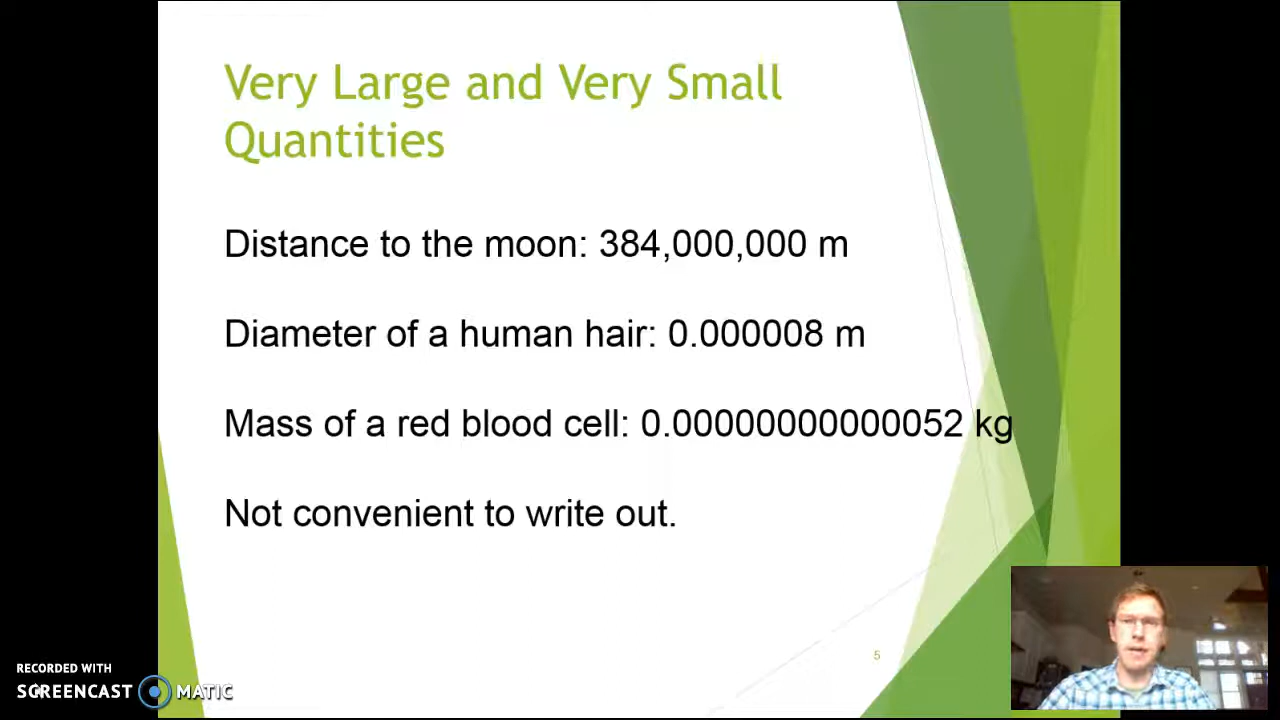 Very Large and Very Small
Quantities
Distance to the moon: 384,000,000 m
Diameter of a human hair: 0.000008 m
Mass of a red blood cell: 0.00000000000052 kg
Not convenient to write out.
5
RECORDED WITH
SCREENCAST MATIC